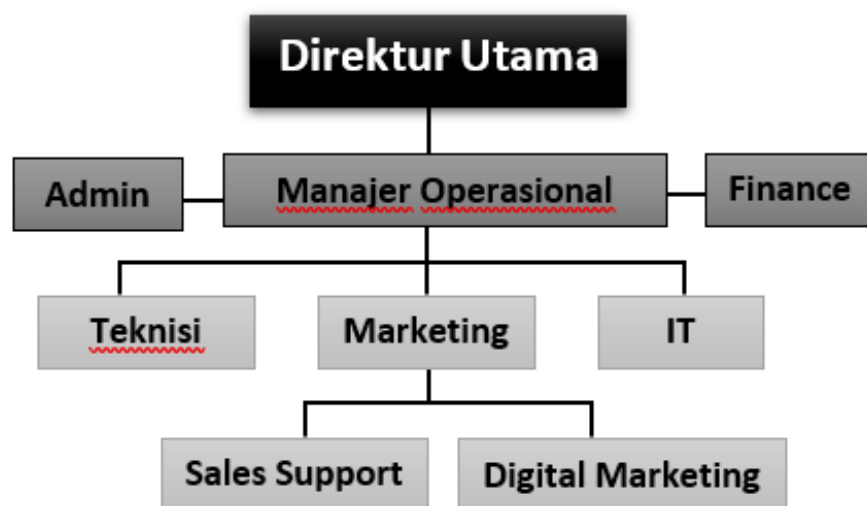 Direktur Utama
Admin
Manajer Operasional
Finance
Teknisi
Marketing
IT
Sales Support
Digital Marketing